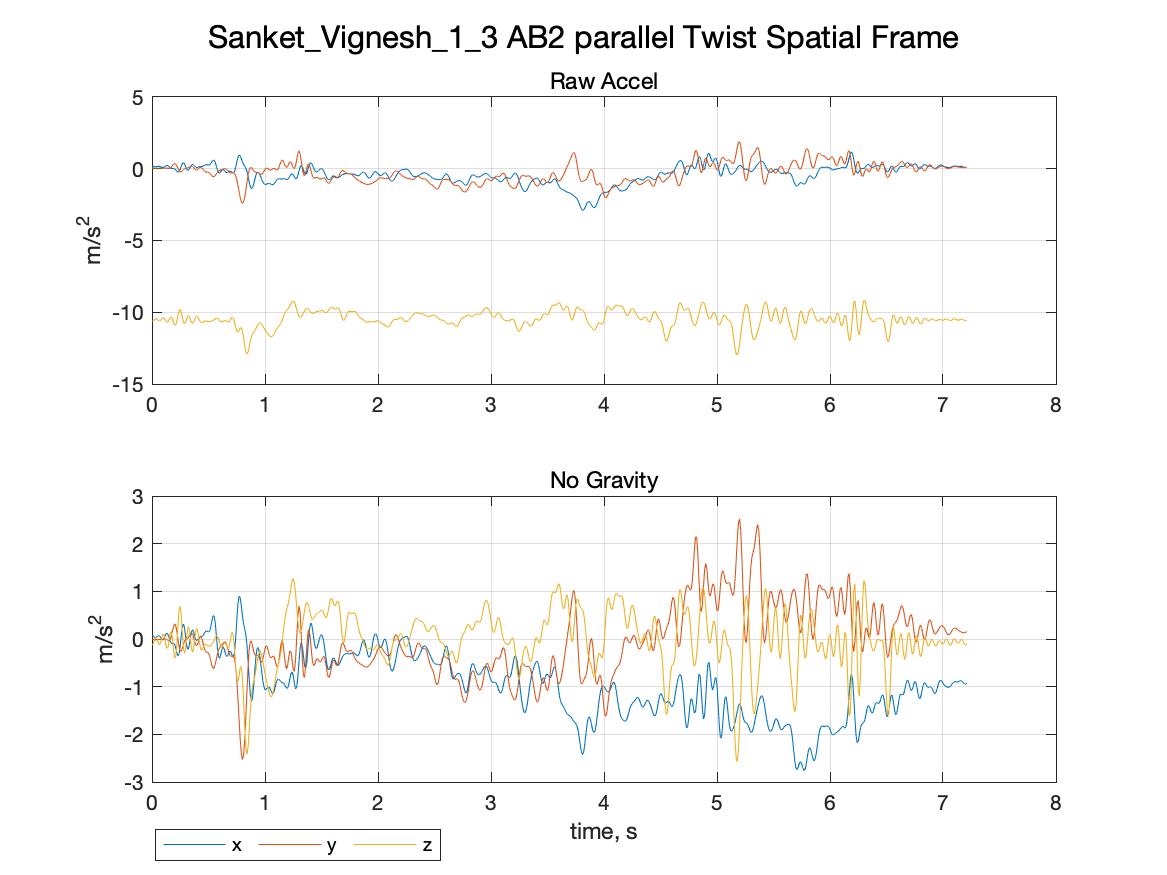 Sanket_Vignesh_1_3 AB2 parallel Twist Spatial Frame
Raw Accel
5
0
-5
-10
-15
m/s²
0 1 2 3 4 5 6 7 8
No Gravity
3
2
1
0
-1
-2
-3
m/s²
0 1 2 3 4 5 6 7 8
time, s
x y z